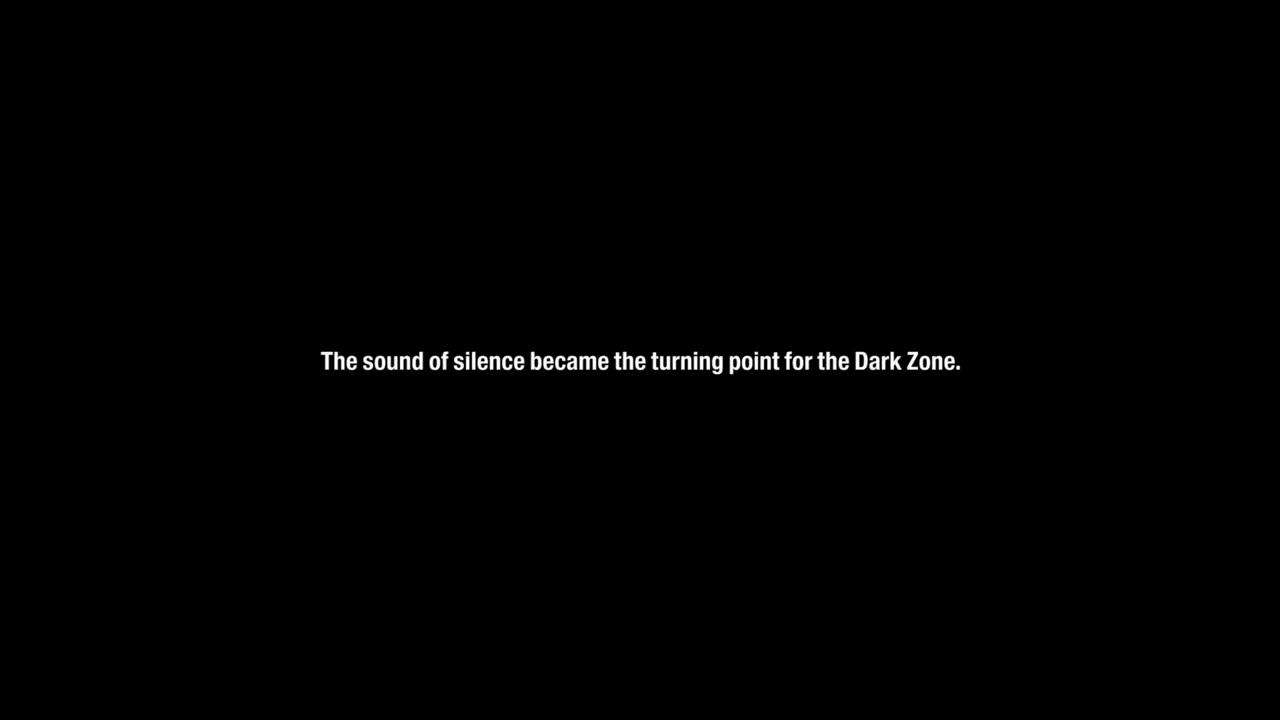 The sound of silence became the turning point for the Dark Zone.